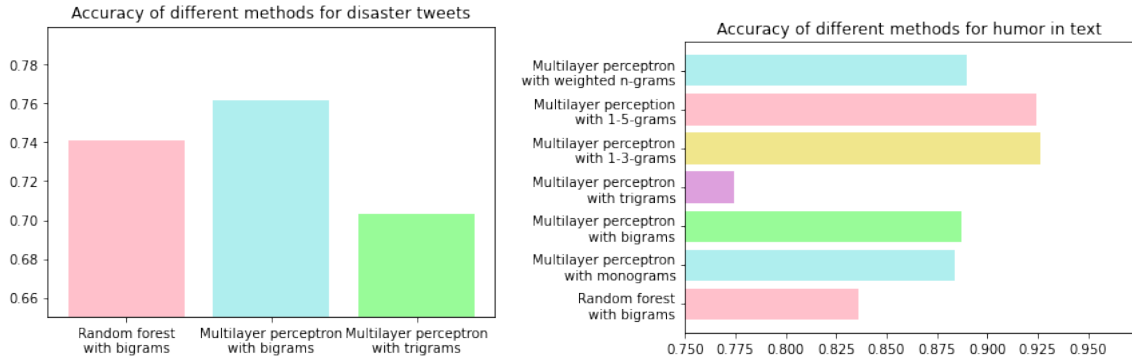 Accuracy of different methods for disaster tweets
0.78
0.76
0.74
0.72
0.70
0.68
0.66
Random forest
with bigrams
Multilayer perceptron
with bigrams
Multilayer perceptron
with trigrams
Accuracy of different methods for humor in text
Multilayer perceptron
with weighted n-grams
Multilayer perception
with 1-5-grams
Multilayer perceptron
with 1-3-grams
Multilayer perceptron
with trigrams
Multilayer perceptron
with bigrams
Multilayer perceptron
with monograms
Random forest
with bigrams
0.750 0.775 0.800 0.825 0.850 0.875 0.900 0.925 0.950